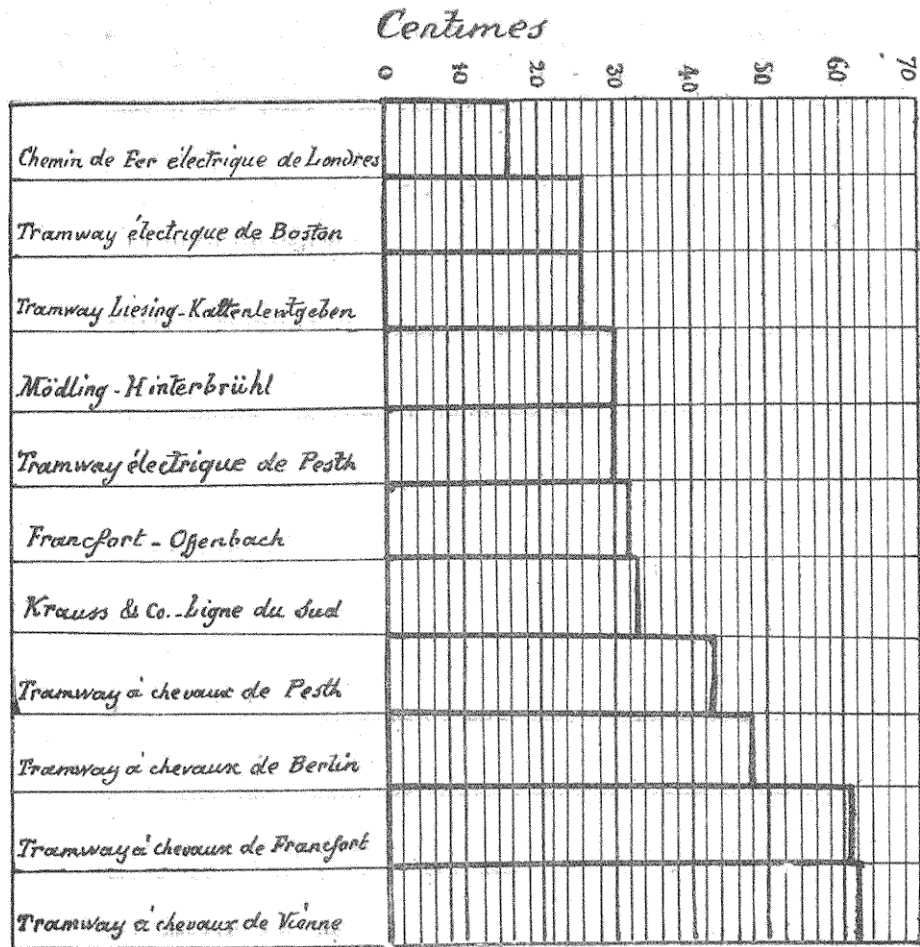 Centimes
0 10 20 30 40 50 60 70
Chemin de Fer électrique de Londres
Tramway électrique de Boston
Tramway Liesing-Kaltenleutgeben
Mödling-Hinterbrühl
Tramway électrique de Pesth
Francfort-Offenbach
Krauss & Co.-Ligne du Sud
Tramway à chevaux de Pesth
Tramway à chevaux de Berlin
Tramway à chevaux de Francfort
Tramway à chevaux de Vienne